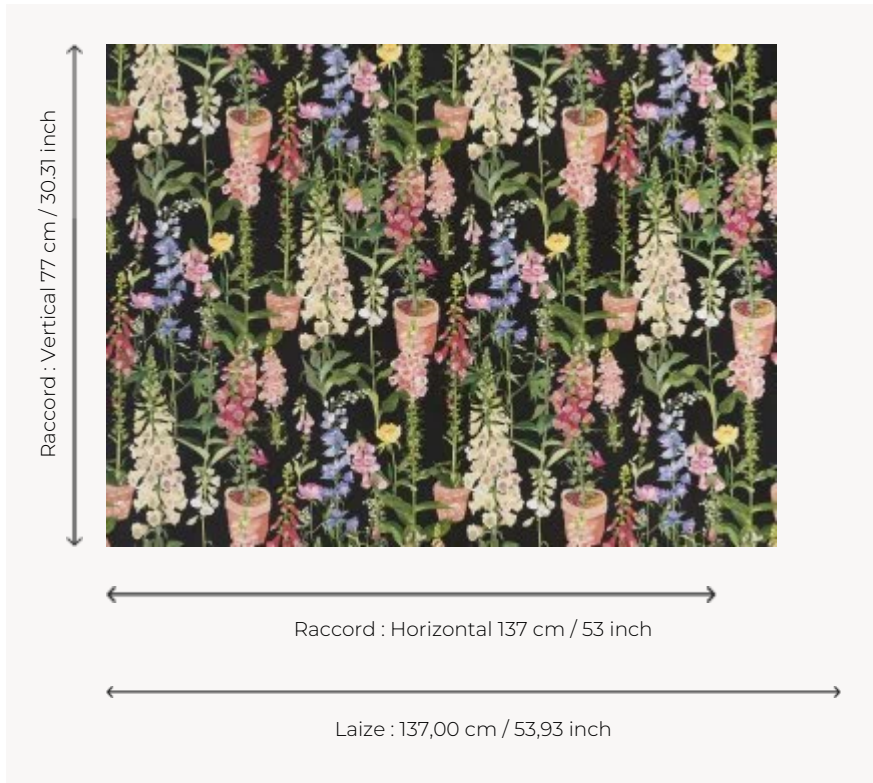 Raccord : Vertical 77 cm / 30.31 inch
Raccord : Horizontal 137 cm / 53 inch
Laize : 137,00 cm / 53,93 inch